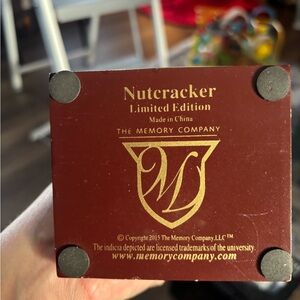 Nutcracker
Limited Edition
Made in China
THE MEMORY COMPANY
M
© Copyright 2015 The Memory Company, LLC™
The indicia depicted are licensed trademarks of the university.
www.memorycompany.com